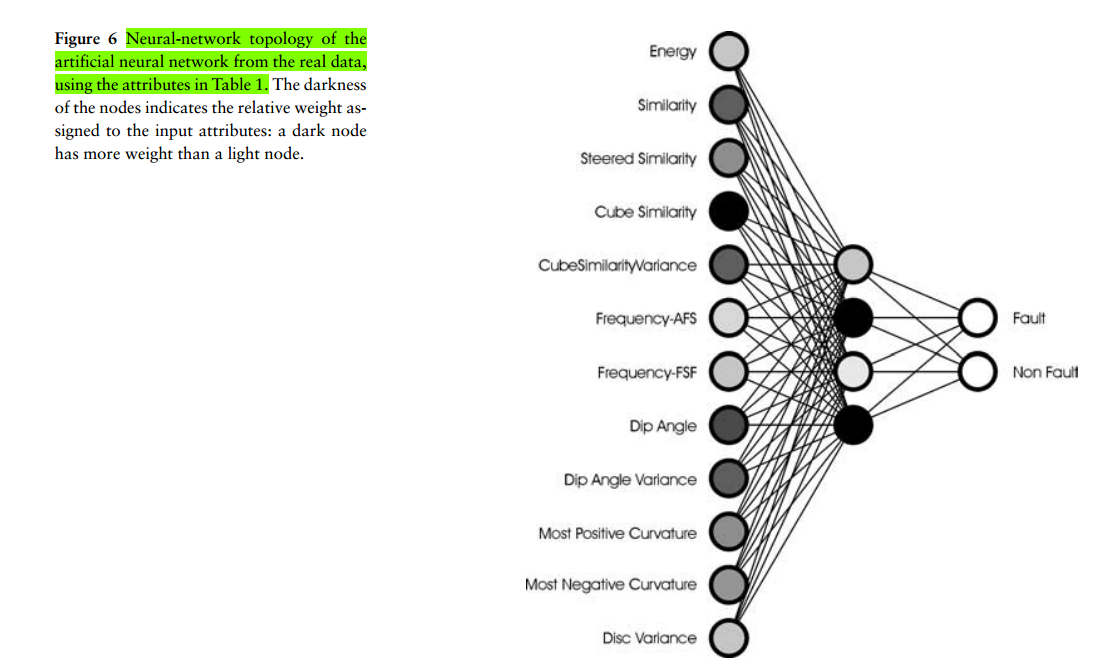 Figure 6 Neural-network topology of the
artificial neural network from the real data,
using the attributes in Table 1. The darkness
of the nodes indicates the relative weight as-
signed to the input attributes: a dark node
has more weight than a light node.
Energy
Similarity
Steered Similarity
Cube Similarity
CubeSimilarityVariance
Frequency-AFS
Frequency-FSF
Dip Angle
Dip Angle Variance
Most Positive Curvature
Most Negative Curvature
Disc Variance
Fault
Non Fault